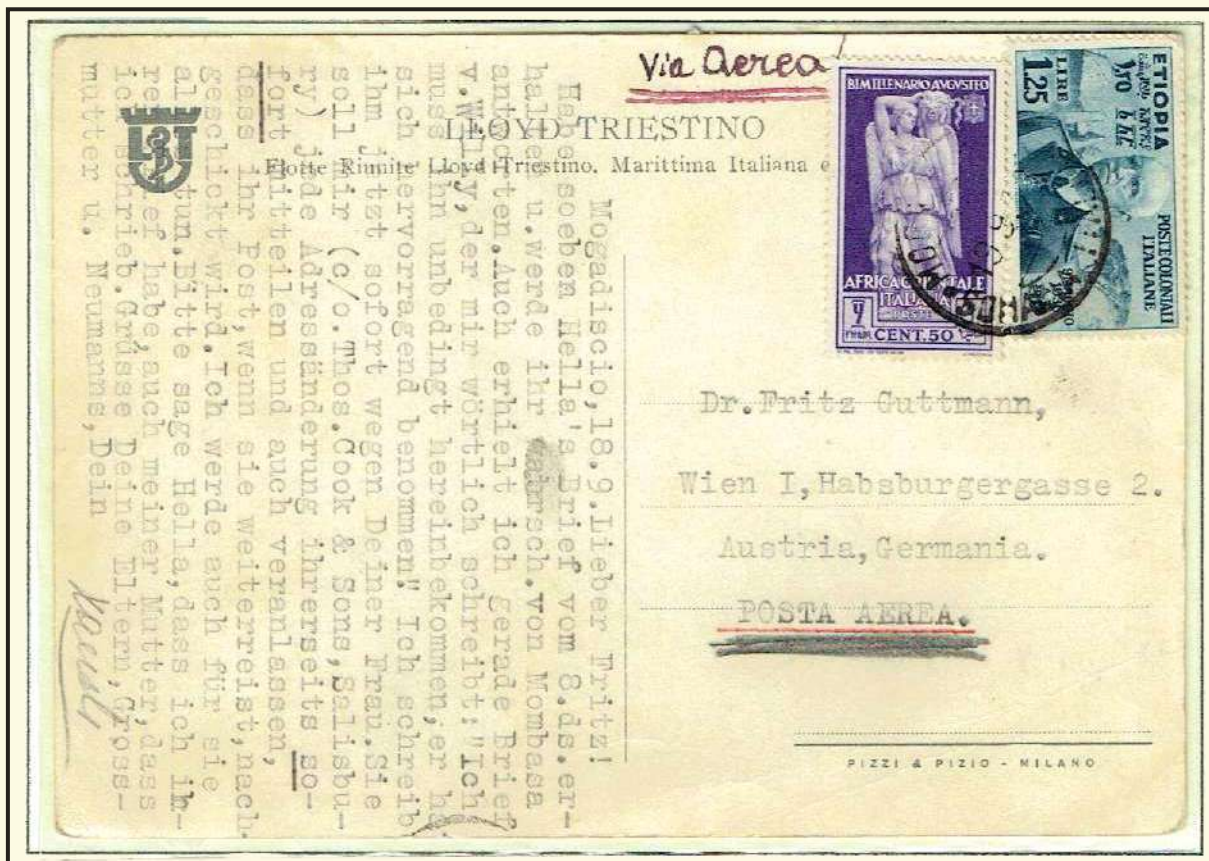 Via Aerea
LLOYD TRIESTINO
Flotte Riunite Lloyd Triestino. Marittima Italiana e
BIMILLENARIO AVGVSTEO
AFRICA ORIENTALE
ITALIANA
POSTE
CENT.50
ETIOPIA
LIRE
1.25
POSTE COLONIALI
ITALIANE
Dr.Fritz Guttmann,
Wien I,Habsburgergasse 2.
Austria,Germania.
POSTA AEREA.
PIZZI & PIZIO - MILANO
Mogadiscio,18.9.Lieber Fritz!
Habe soeben Hella's Brief vom 8.ds.er-
halten u.werde ihr wahrsch.von Mombasa
antworten.Auch erhielt ich gerade Brief
v.Willy,der mir wörtlich schreibt:"Ich
muss ihn unbedingt hereinbekommen,er ha
sich hervorragend benommen!" Ich schreib
ihm jetzt sofort wegen Deiner Frau.Sie
soll mir (c/o.Thos.Cook & Sons,Salisbu-
ry) jede Adressänderung ihrerseits so-
fort mitteilen und auch veranlassen,
dass ihr Post,wenn sie weiterreist,nach
geschickt wird.Ich werde auch für sie
alles tun.Bitte sage Hella,dass ich ih-
ren Brief habe,auch meiner Mutter,dass
ich schrieb.Grüsse Deine Eltern,Gross-
mutter u. Neumanns,Dein